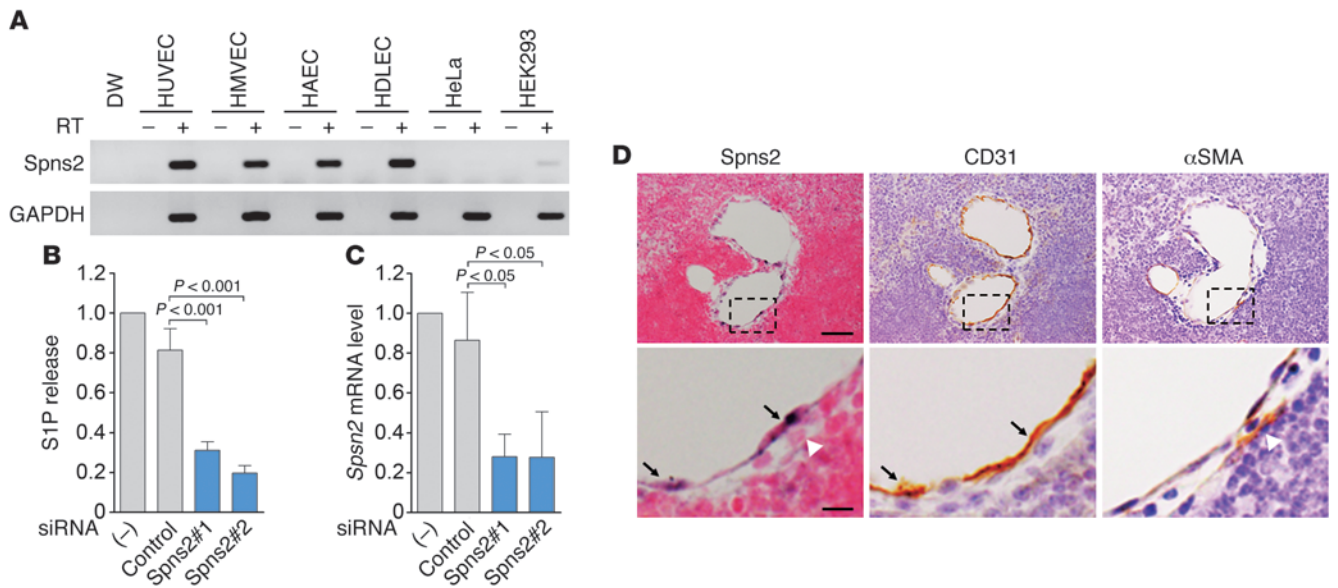 A
DW HUVEC HMVEC HAEC HDLEC HeLa HEK293
RT − + − + − + − + − + − +
Spns2
GAPDH
B
P < 0.001
P < 0.001
1.2
1.0
0.8
0.6
0.4
0.2
0
S1P release
siRNA
(−) Control Spns2#1 Spns2#2
C
P < 0.05
P < 0.05
1.2
1.0
0.8
0.6
0.4
0.2
0
Spsn2 mRNA level
siRNA
(−) Control Spns2#1 Spns2#2
D
Spns2 CD31 αSMA